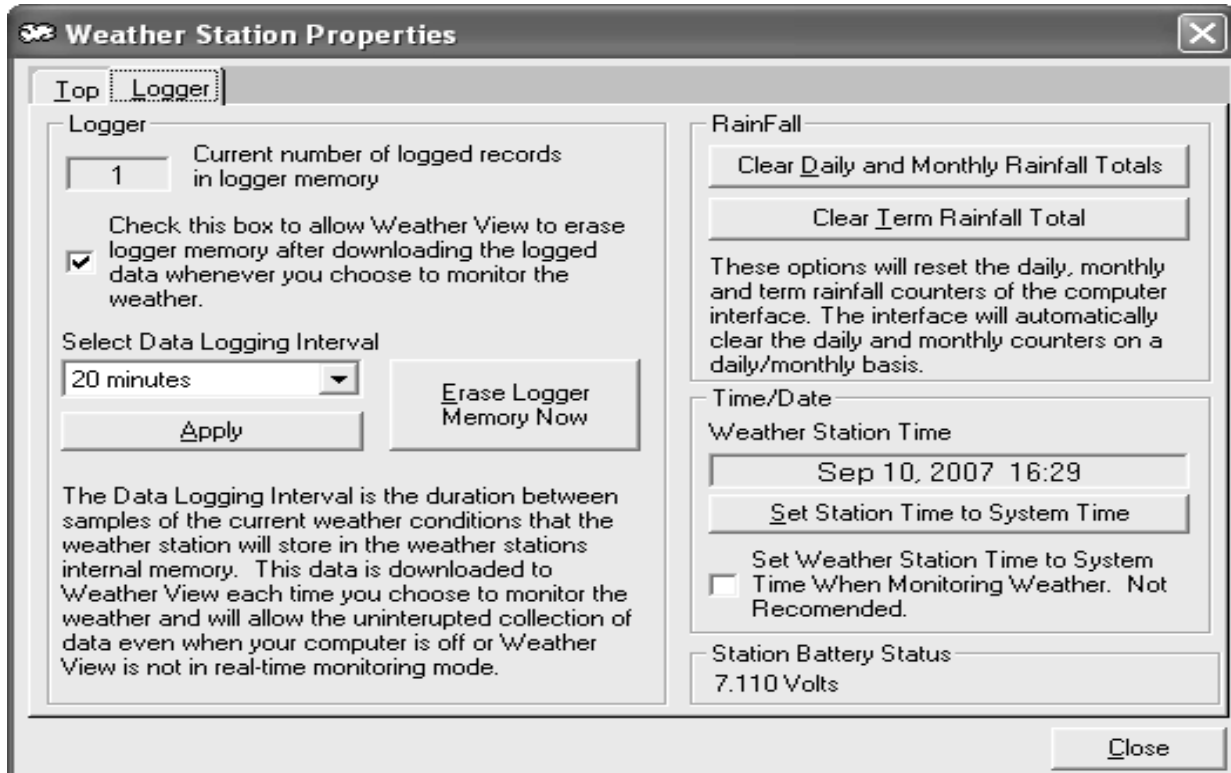 Weather Station Properties
Top Logger
Logger
1
Current number of logged records
in logger memory
Check this box to allow Weather View to erase
logger memory after downloading the logged
data whenever you choose to monitor the
weather.
Select Data Logging Interval
20 minutes
Apply
Erase Logger
Memory Now
The Data Logging Interval is the duration between
samples of the current weather conditions that the
weather station will store in the weather stations
internal memory. This data is downloaded to
Weather View each time you choose to monitor the
weather and will allow the uninterupted collection of
data even when your computer is off or Weather
View is not in real-time monitoring mode.
RainFall
Clear Daily and Monthly Rainfall Totals
Clear Term Rainfall Total
These options will reset the daily, monthly
and term rainfall counters of the computer
interface. The interface will automatically
clear the daily and monthly counters on a
daily/monthly basis.
Time/Date
Weather Station Time
Sep 10, 2007 16:29
Set Station Time to System Time
Set Weather Station Time to System
Time When Monitoring Weather. Not
Recomended.
Station Battery Status
7.110 Volts
Close